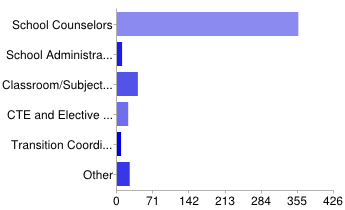 School Counselors
School Administra...
Classroom/Subject...
CTE and Elective ...
Transition Coordi...
Other
0 71 142 213 284 355 426